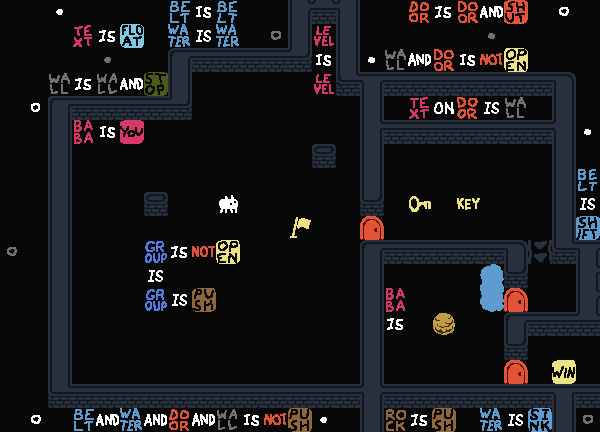 BELT IS BELT
TEXT IS FLOAT
WATER IS WATER
LEVEL
IS
LEVEL
DOOR IS DOOR AND SHUT
WALL AND DOOR IS NOT OPEN
WALL IS WALL AND STOP
TEXT ON DOOR IS WALL
BABA IS YOU
BELT
IS
SHIFT
KEY
GROUP IS NOT OPEN
IS
GROUP IS PUSH
BABA
IS
WIN
BELT AND WATER AND DOOR AND WALL IS NOT PUSH
ROCK IS PUSH
WATER IS SINK